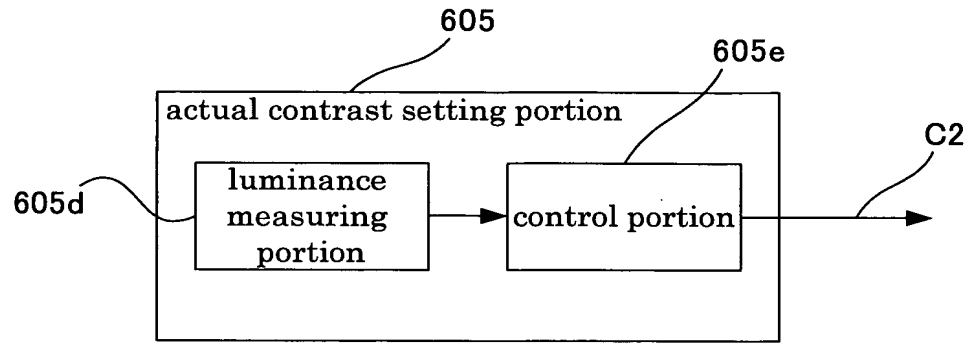 605
605e
actual contrast setting portion
C2
605d
luminance
measuring
portion
control portion